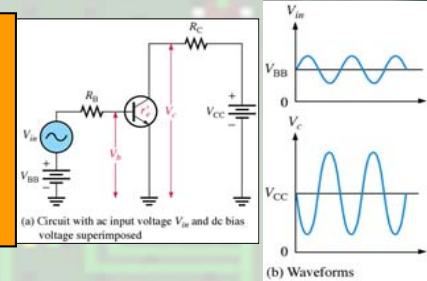 R_C
R_B
r'_e
V_c
V_CC
+
−
V_in
V_b
+
V_BB
−
(a) Circuit with ac input voltage V_in and dc bias
voltage superimposed
V_in
V_BB
0
V_c
V_CC
0
(b) Waveforms